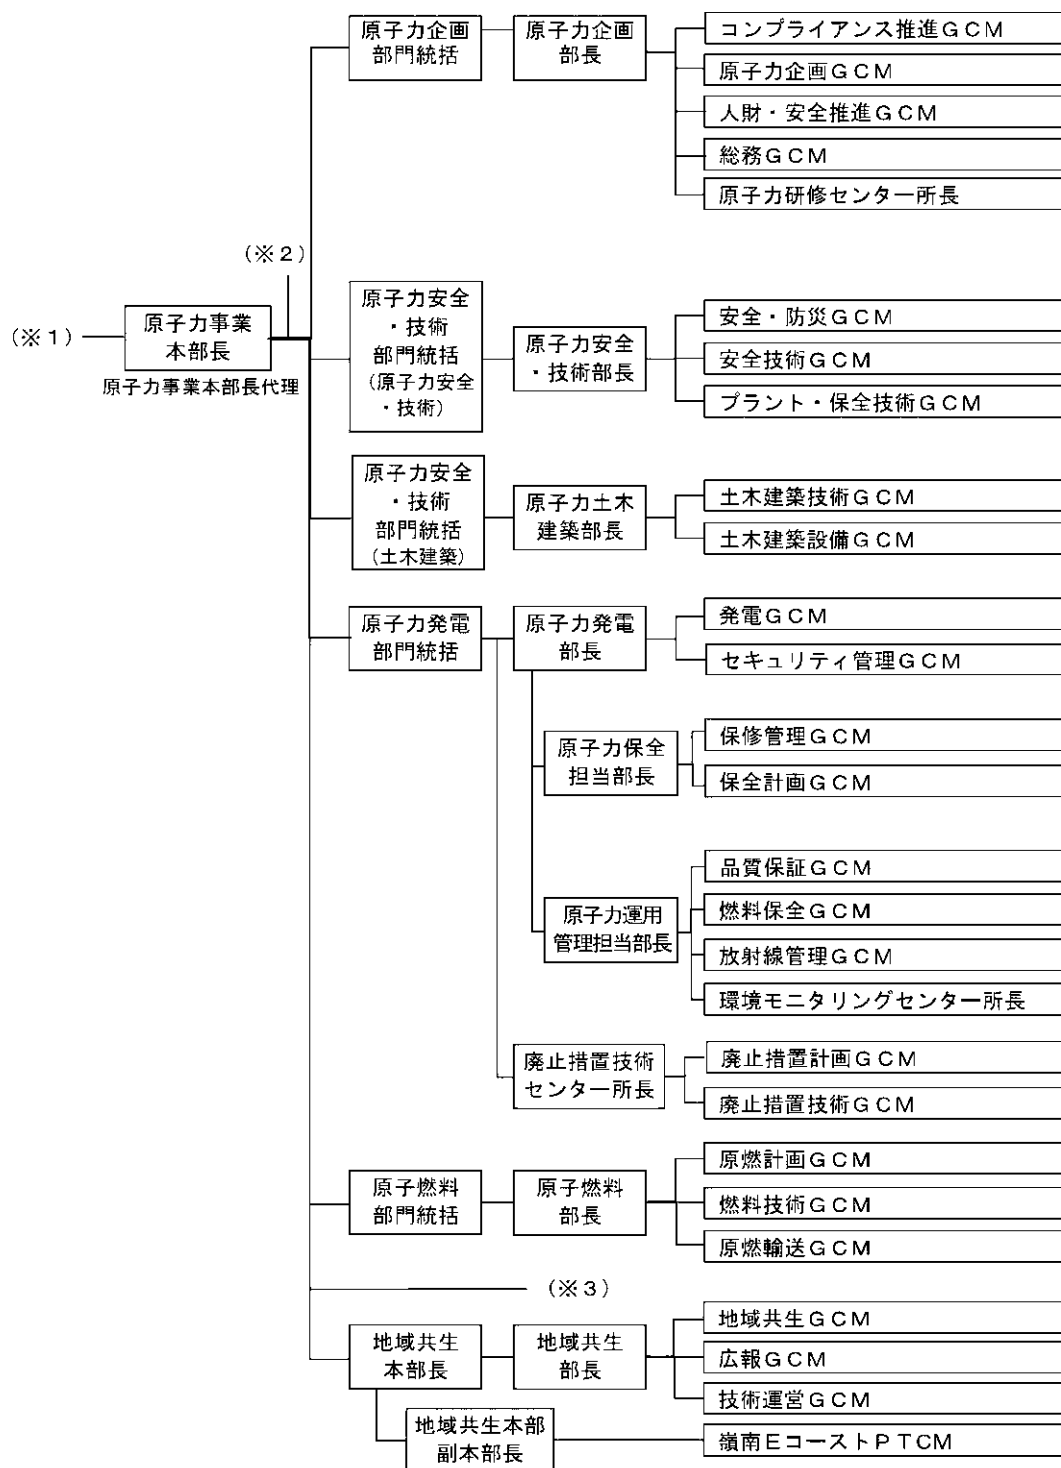 原子力企画
部門統括
原子力企画
部長
コンプライアンス推進ＧＣＭ
原子力企画ＧＣＭ
人財・安全推進ＧＣＭ
総務ＧＣＭ
原子力研修センター所長
（※２）
（※１）
原子力事業
本部長
原子力事業本部長代理
原子力安全
・技術
部門統括
（原子力安全
・技術）
原子力安全
・技術部長
安全・防災ＧＣＭ
安全技術ＧＣＭ
プラント・保全技術ＧＣＭ
原子力安全
・技術
部門統括
（土木建築）
原子力土木
建築部長
土木建築技術ＧＣＭ
土木建築設備ＧＣＭ
原子力発電
部門統括
原子力発電
部長
発電ＧＣＭ
セキュリティ管理ＧＣＭ
原子力保全
担当部長
保修管理ＧＣＭ
保全計画ＧＣＭ
原子力運用
管理担当部長
品質保証ＧＣＭ
燃料保全ＧＣＭ
放射線管理ＧＣＭ
環境モニタリングセンター所長
廃止措置技術
センター所長
廃止措置計画ＧＣＭ
廃止措置技術ＧＣＭ
原子燃料
部門統括
原子燃料
部長
原燃計画ＧＣＭ
燃料技術ＧＣＭ
原燃輸送ＧＣＭ
（※３）
地域共生
本部長
地域共生
部長
地域共生ＧＣＭ
広報ＧＣＭ
技術運営ＧＣＭ
地域共生本部
副本部長
嶺南ＥコーストＰＴＣＭ